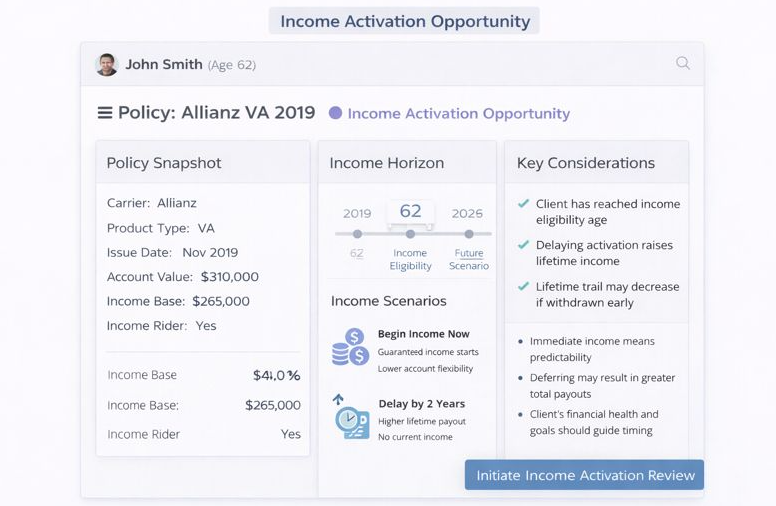 Income Activation Opportunity
John Smith (Age 62)
Policy: Allianz VA 2019
Income Activation Opportunity
Policy Snapshot
Carrier: Allianz
Product Type: VA
Issue Date: Nov 2019
Account Value: $310,000
Income Base: $265,000
Income Rider: Yes
Income Base $41,0%
Income Base: $265,000
Income Rider Yes
Income Horizon
2019 62 2026
62 Income Future
Eligibility Scenario
Income Scenarios
Begin Income Now
Guaranteed income starts
Lower account flexibility
Delay by 2 Years
Higher lifetime payout
No current income
Key Considerations
Client has reached income
eligibility age
Delaying activation raises
lifetime income
Lifetime trail may decrease
if withdrawn early
Immediate income means
predictability
Deferring may result in greater
total payouts
Client's financial health and
goals should guide timing
Initiate Income Activation Review